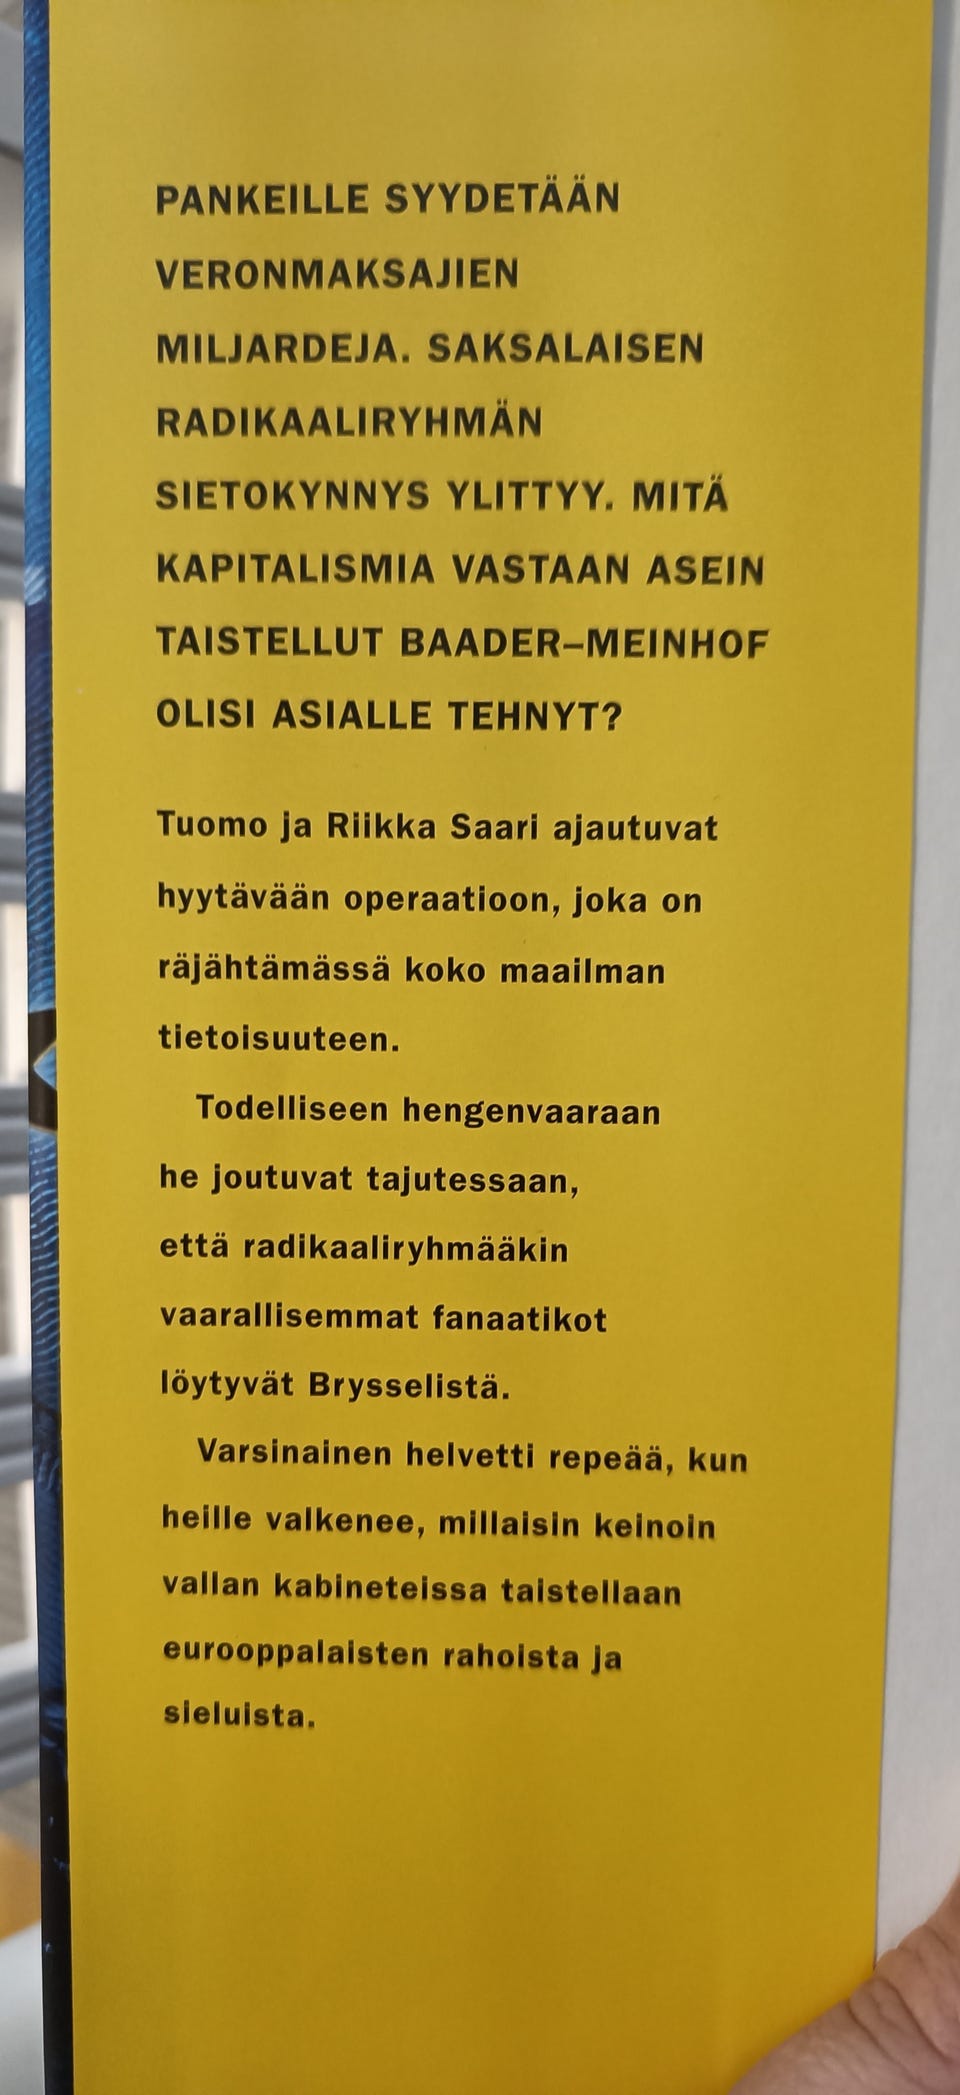 PANKEILLE SYYDETÄÄN
VERONMAKSAJIEN
MILJARDEJA. SAKSALAISEN
RADIKAALIRYHMÄN
SIETOKYNNYS YLITTYY. MITÄ
KAPITALISMIA VASTAAN ASEIN
TAISTELLUT BAADER–MEINHOF
OLISI ASIALLE TEHNYT?
Tuomo ja Riikka Saari ajautuvat
hyytävään operaatioon, joka on
räjähtämässä koko maailman
tietoisuuteen.
Todelliseen hengenvaaraan
he joutuvat tajutessaan,
että radikaaliryhmääkin
vaarallisemmat fanaatikot
löytyvät Brysselistä.
Varsinainen helvetti repeää, kun
heille valkenee, millaisin keinoin
vallan kabineteissa taistellaan
eurooppalaisten rahoista ja
sieluista.